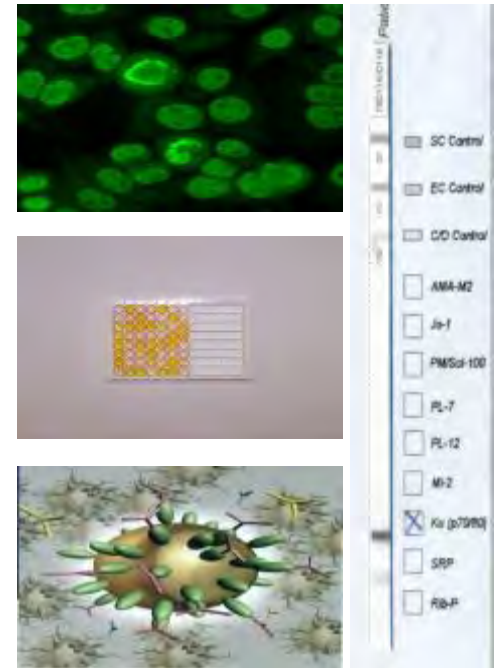 SC Control
EC Control
C/O Control
AMA-M2
Jo-1
PM/Scl-100
PL-7
PL-12
MI-2
Ku (p70/80)
SRP
Rib-P